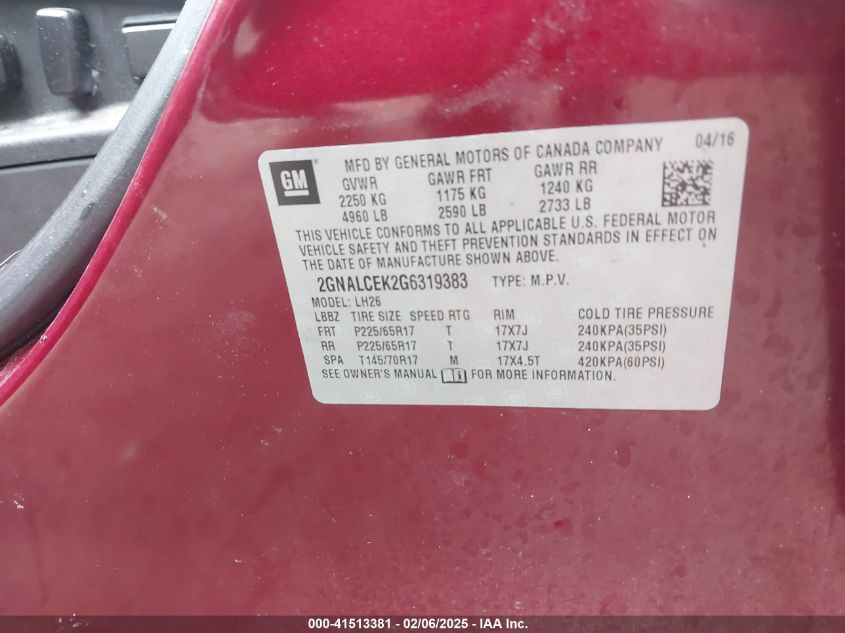 GM
MFD BY GENERAL MOTORS OF CANADA COMPANY 04/16
GVWR GAWR FRT GAWR RR
2250 KG 1175 KG 1240 KG
4960 LB 2590 LB 2733 LB
THIS VEHICLE CONFORMS TO ALL APPLICABLE U.S. FEDERAL MOTOR
VEHICLE SAFETY AND THEFT PREVENTION STANDARDS IN EFFECT ON
THE DATE OF MANUFACTURE SHOWN ABOVE.
2GNALCEK2G6319383 TYPE: M.P.V.
MODEL: LH26
LBBZ TIRE SIZE SPEED RTG RIM COLD TIRE PRESSURE
FRT P225/65R17 T 17X7J 240KPA(35PSI)
RR P225/65R17 T 17X7J 240KPA(35PSI)
SPA T145/70R17 M 17X4.5T 420KPA(60PSI)
SEE OWNER'S MANUAL FOR MORE INFORMATION.
000-41513381 - 02/06/2025 - IAA Inc.